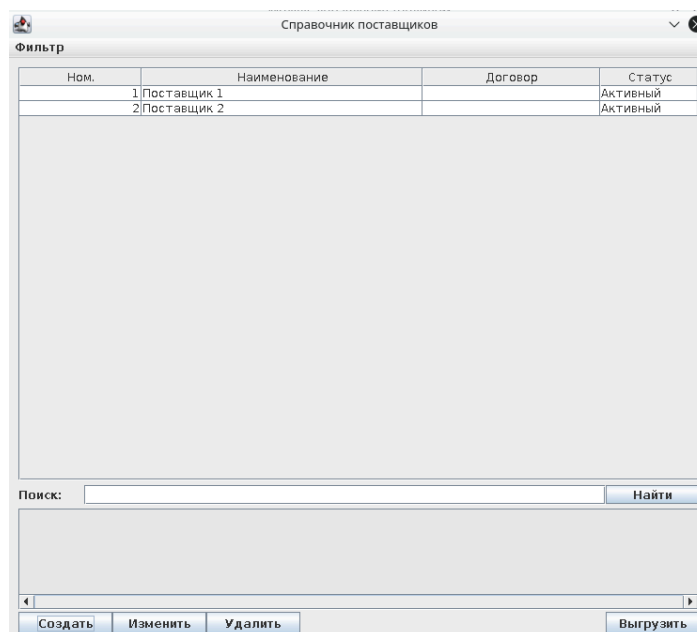 Справочник поставщиков
Фильтр
Ном. Наименование Договор Статус
1 Поставщик 1 Активный
2 Поставщик 2 Активный
Поиск: Найти
Создать Изменить Удалить Выгрузить